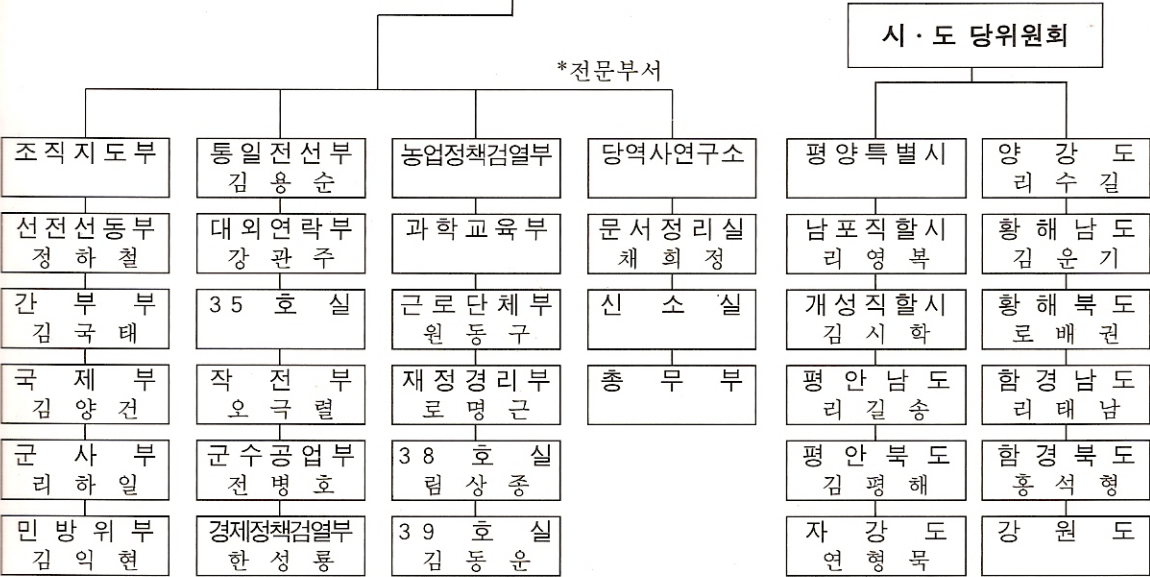 시·도 당위원회
*전문부서
조직지도부
통일전선부
김용순
농업정책검열부
당역사연구소
평양특별시
양강도
리수길
선전선동부
정하철
대외연락부
강관주
과학교육부
문서정리실
채희정
남포직할시
리영복
황해남도
김운기
간부부
김국태
35호실
근로단체부
원동구
신소실
개성직할시
김시학
황해북도
로배권
국제부
김양건
작전부
오극렬
재정경리부
로명근
총무부
평안남도
리길송
함경남도
리태남
군사부
리하일
군수공업부
전병호
38호실
림상종
평안북도
김평해
함경북도
홍석형
민방위부
김익현
경제정책검열부
한성룡
39호실
김동운
자강도
연형묵
강원도